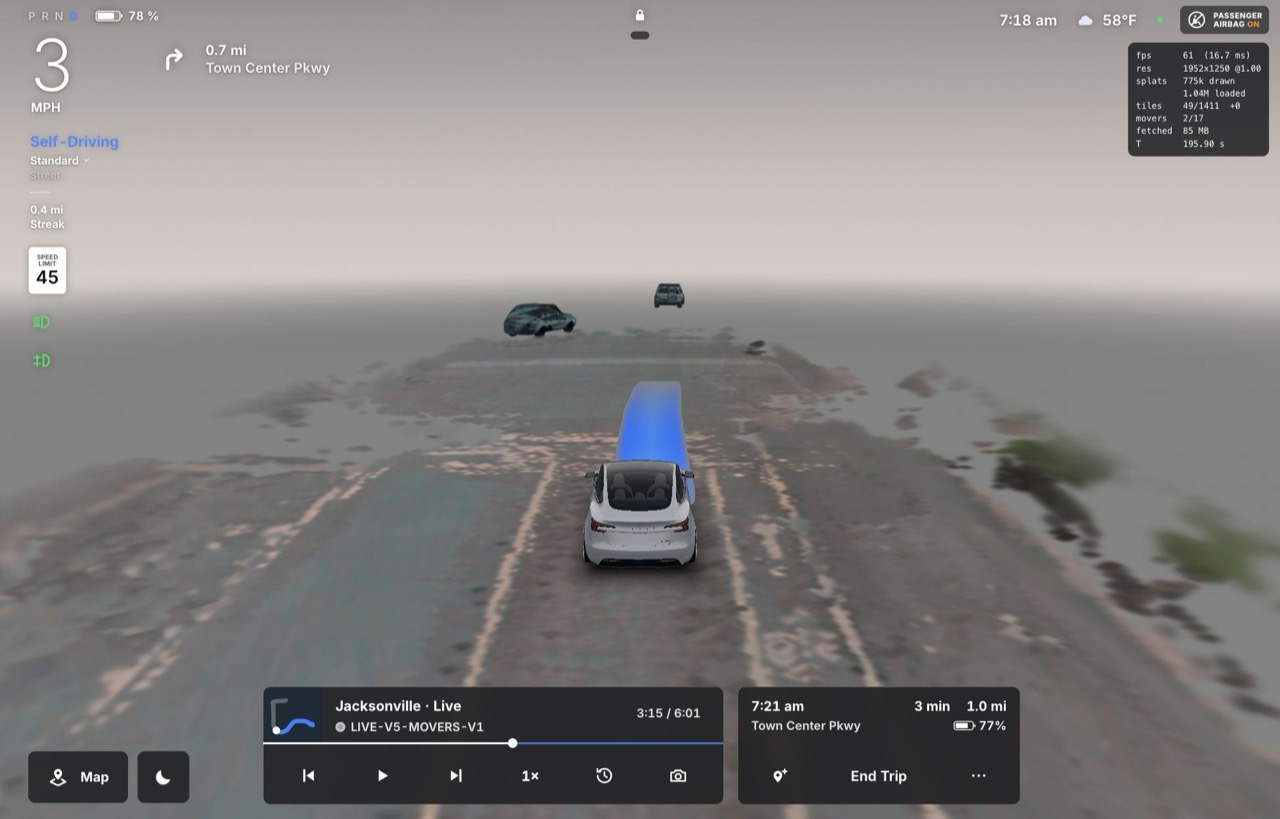 P R N D
78 %
7:18 am
58°F
PASSENGER
AIRBAG ON
3
MPH
0.7 mi
Town Center Pkwy
fps 61 (16.7 ms)
res 1952x1250 @1.00
splats 775k drawn
1.04M loaded
tiles 49/1411 +0
movers 2/17
fetched 85 MB
T 195.90 s
Self-Driving
Standard
Street
0.4 mi
Streak
SPEED
LIMIT
45
Jacksonville · Live
LIVE-V5-MOVERS-V1
3:15 / 6:01
1×
7:21 am
3 min 1.0 mi
Town Center Pkwy
77%
End Trip
Map